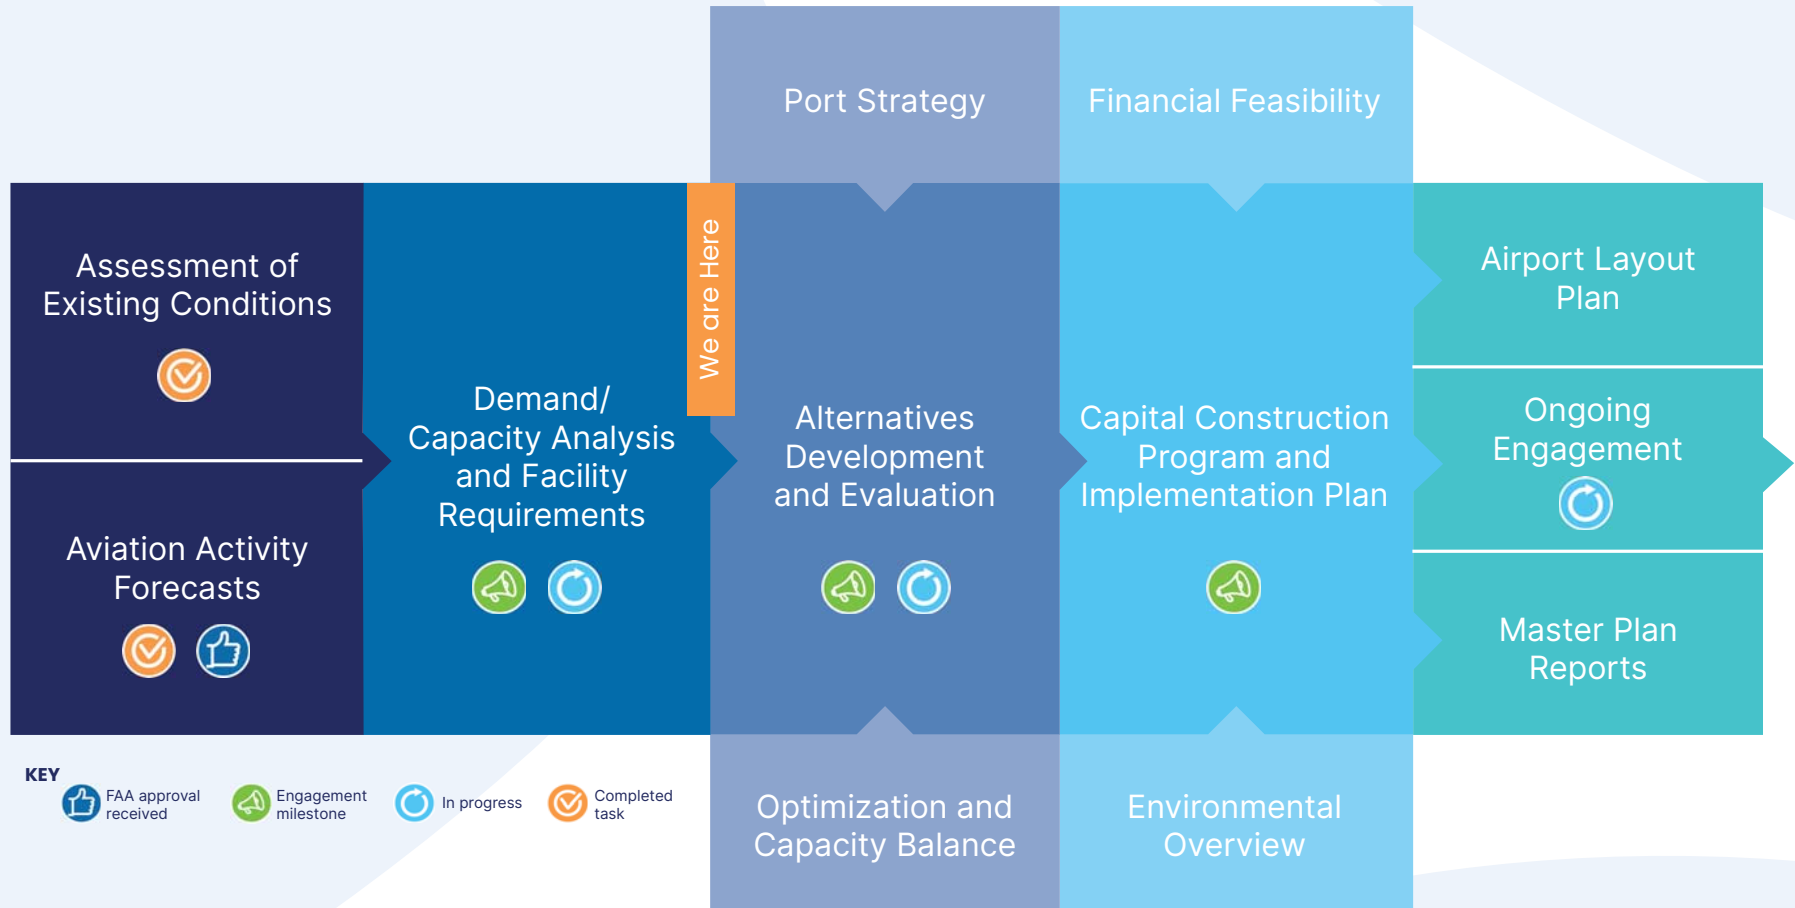 Port Strategy
Financial Feasibility
Assessment of
Existing Conditions
Aviation Activity
Forecasts
Demand/
Capacity Analysis
and Facility
Requirements
We are Here
Alternatives
Development
and Evaluation
Capital Construction
Program and
Implementation Plan
Airport Layout
Plan
Ongoing
Engagement
Master Plan
Reports
Optimization and
Capacity Balance
Environmental
Overview
KEY
FAA approval
received
Engagement
milestone
In progress
Completed
task